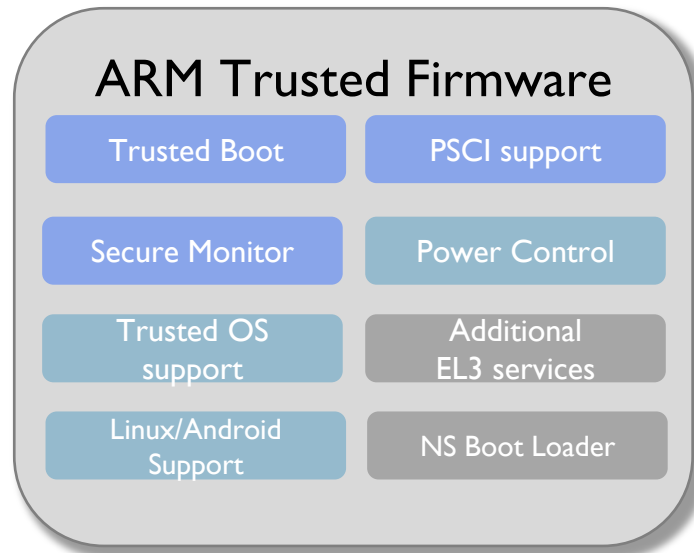 ARM Trusted Firmware
Trusted Boot
PSCI support
Secure Monitor
Power Control
Trusted OS
support
Additional
EL3 services
Linux/Android
Support
NS Boot Loader